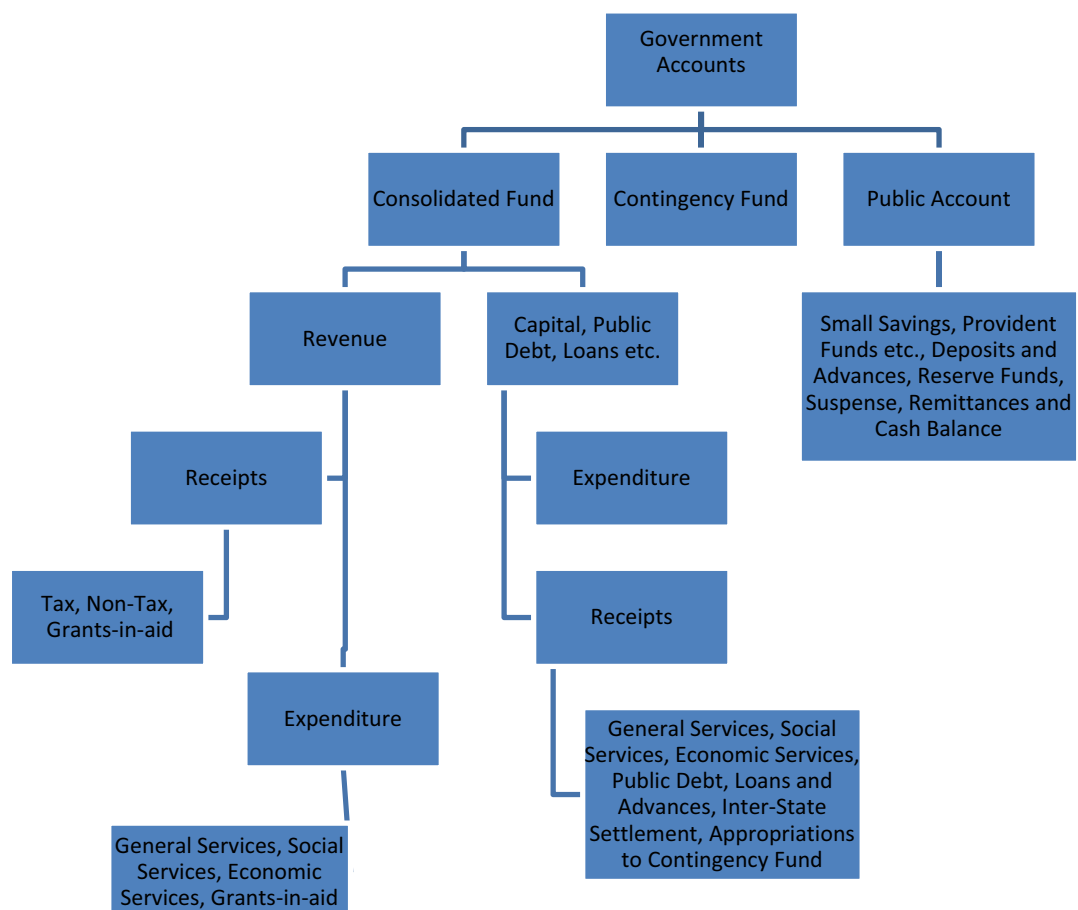 Government
Accounts
Consolidated Fund
Contingency Fund
Public Account
Revenue
Capital, Public
Debt, Loans etc.
Small Savings, Provident
Funds etc., Deposits and
Advances, Reserve Funds,
Suspense, Remittances and
Cash Balance
Receipts
Expenditure
Tax, Non-Tax,
Grants-in-aid
Receipts
Expenditure
General Services, Social
Services, Economic Services,
Public Debt, Loans and
Advances, Inter-State
Settlement, Appropriations
to Contingency Fund
General Services, Social
Services, Economic
Services, Grants-in-aid